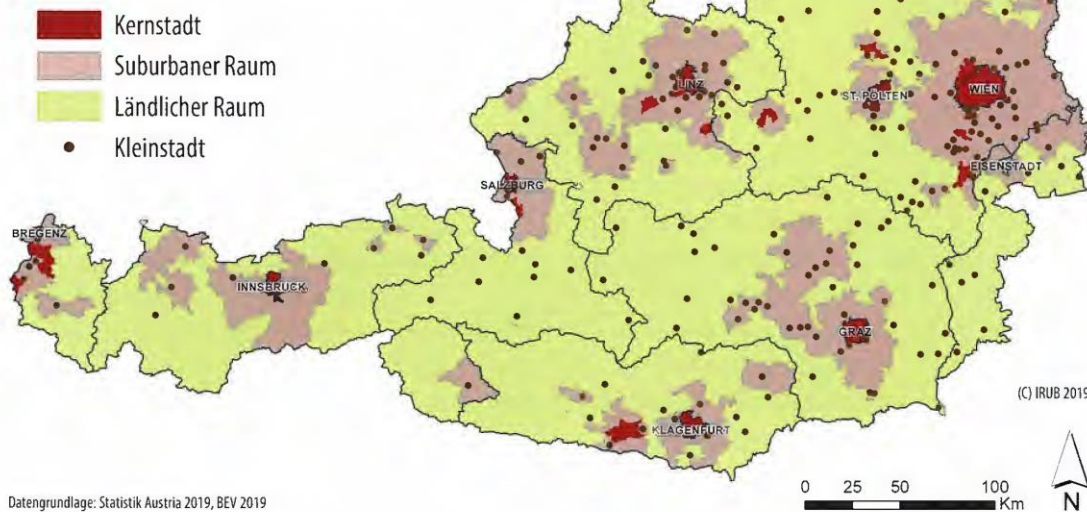 Kernstadt
Suburbaner Raum
Ländlicher Raum
Kleinstadt
LINZ
ST. PÖLTEN
WIEN
EISENSTADT
SALZBURG
BREGENZ
INNSBRUCK
GRAZ
KLAGENFURT
(C) IRUB 2019
Datengrundlage: Statistik Austria 2019, BEV 2019
0 25 50 100
Km
N